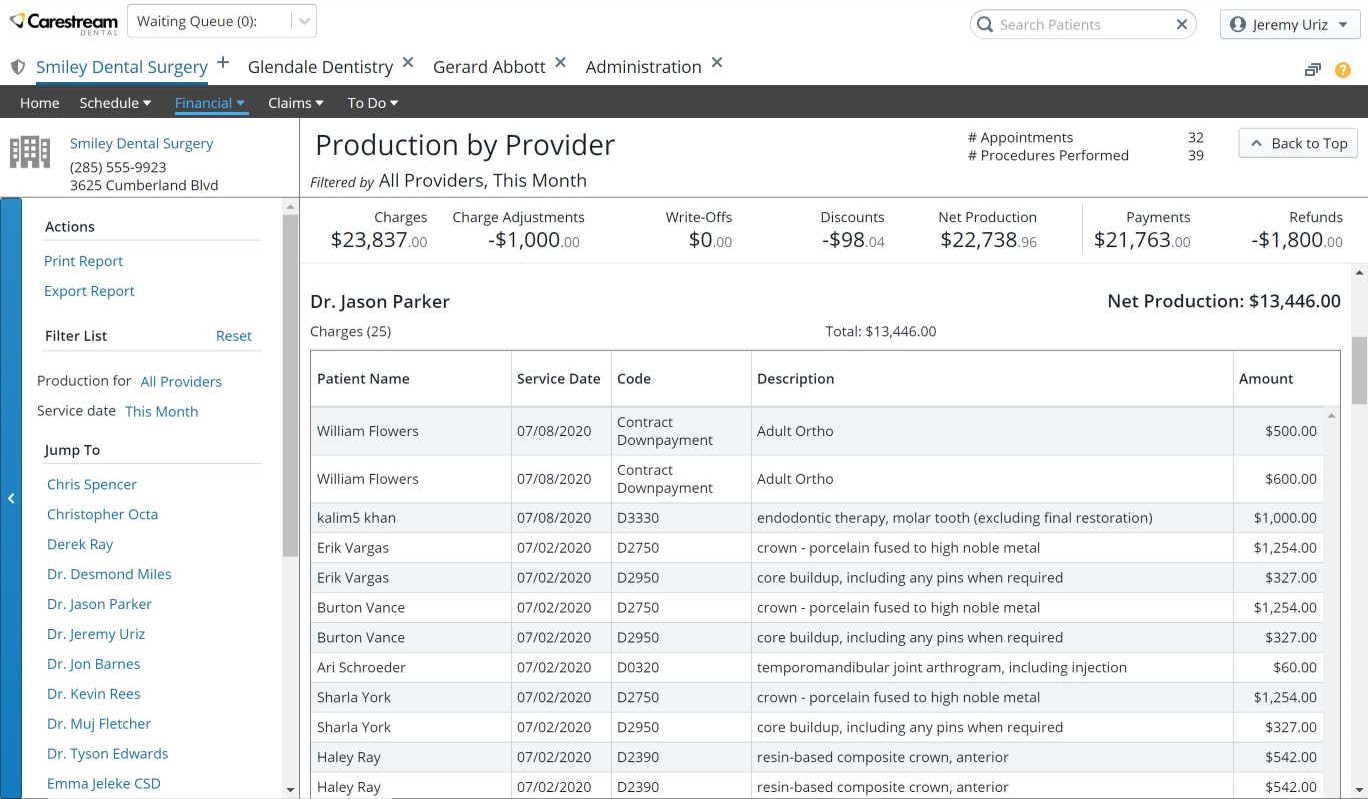 Carestream
DENTAL
Waiting Queue (0):
Search Patients
Jeremy Uriz
Smiley Dental Surgery
Glendale Dentistry
Gerard Abbott
Administration
?
Home Schedule Financial Claims To Do
Smiley Dental Surgery
(285) 555-9923
3625 Cumberland Blvd
Production by Provider
Filtered by All Providers, This Month
# Appointments 32
# Procedures Performed 39
Back to Top
Charges Charge Adjustments Write-Offs Discounts Net Production Payments Refunds
$23,837.00 -$1,000.00 $0.00 -$98.04 $22,738.96 $21,763.00 -$1,800.00
Actions
Print Report
Export Report
Filter List Reset
Production for All Providers
Service date This Month
Jump To
Chris Spencer
Christopher Octa
Derek Ray
Dr. Desmond Miles
Dr. Jason Parker
Dr. Jeremy Uriz
Dr. Jon Barnes
Dr. Kevin Rees
Dr. Muj Fletcher
Dr. Tyson Edwards
Emma Jeleke CSD
Dr. Jason Parker Net Production: $13,446.00
Charges (25) Total: $13,446.00
Patient Name Service Date Code Description Amount
William Flowers 07/08/2020 Contract Downpayment Adult Ortho $500.00
William Flowers 07/08/2020 Contract Downpayment Adult Ortho $600.00
kalim5 khan 07/08/2020 D3330 endodontic therapy, molar tooth (excluding final restoration) $1,000.00
Erik Vargas 07/02/2020 D2750 crown - porcelain fused to high noble metal $1,254.00
Erik Vargas 07/02/2020 D2950 core buildup, including any pins when required $327.00
Burton Vance 07/02/2020 D2750 crown - porcelain fused to high noble metal $1,254.00
Burton Vance 07/02/2020 D2950 core buildup, including any pins when required $327.00
Ari Schroeder 07/02/2020 D0320 temporomandibular joint arthrogram, including injection $60.00
Sharla York 07/02/2020 D2750 crown - porcelain fused to high noble metal $1,254.00
Sharla York 07/02/2020 D2950 core buildup, including any pins when required $327.00
Haley Ray 07/02/2020 D2390 resin-based composite crown, anterior $542.00
Haley Ray 07/02/2020 D2390 resin-based composite crown, anterior $542.00